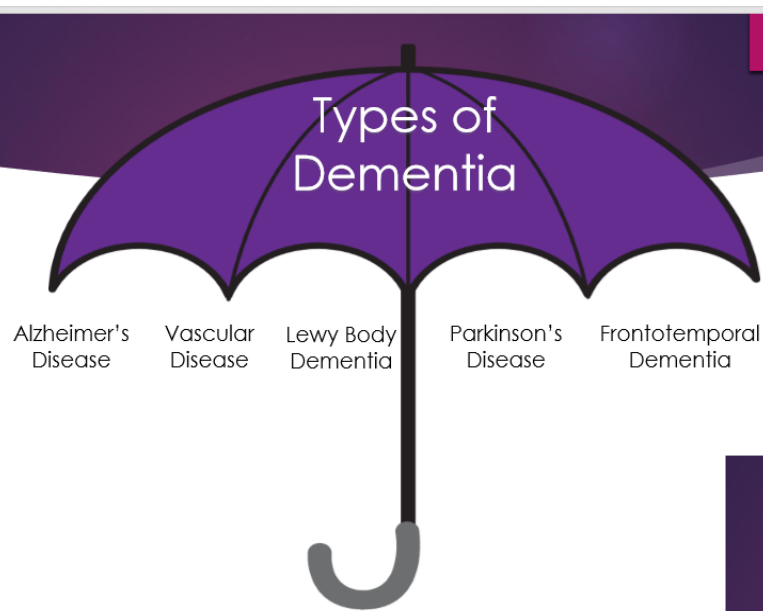 Types of
Dementia
Alzheimer's
Disease
Vascular
Disease
Lewy Body
Dementia
Parkinson's
Disease
Frontotemporal
Dementia